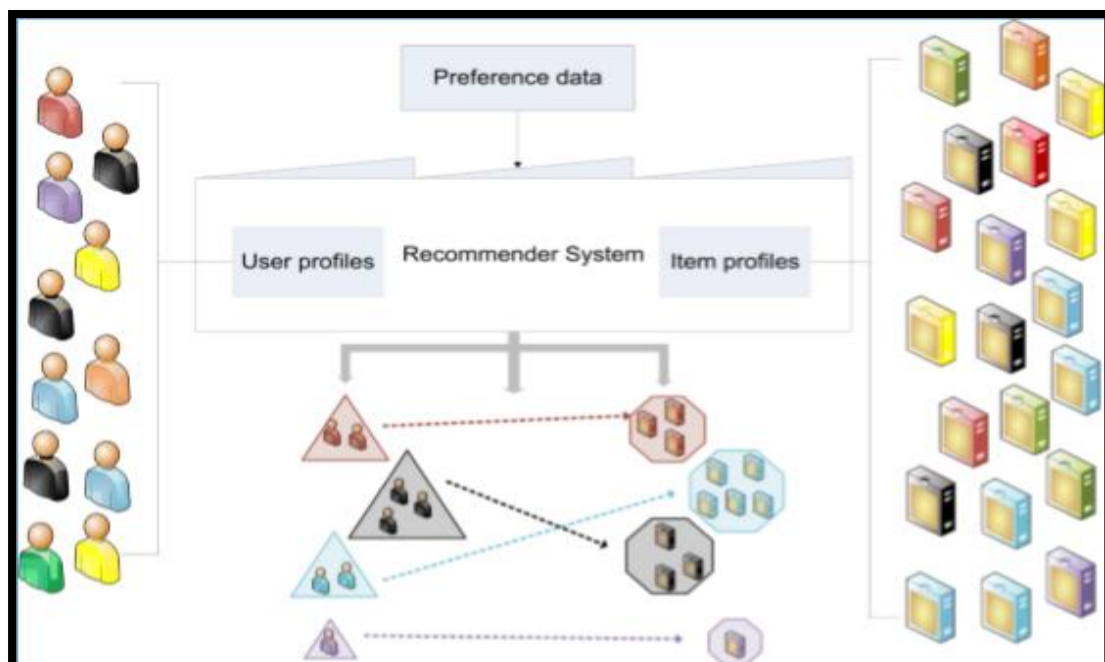 Preference data
User profiles
Recommender System
Item profiles